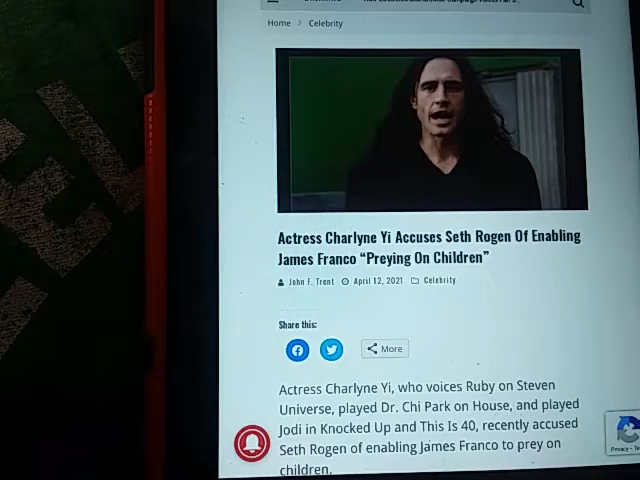 Home > Celebrity
Actress Charlyne Yi Accuses Seth Rogen Of Enabling
James Franco “Preying On Children”
John F. Trent April 12, 2021 Celebrity
Share this:
More
Actress Charlyne Yi, who voices Ruby on Steven
Universe, played Dr. Chi Park on House, and played
Jodi in Knocked Up and This Is 40, recently accused
Seth Rogen of enabling James Franco to prey on
children.
Privacy - Te